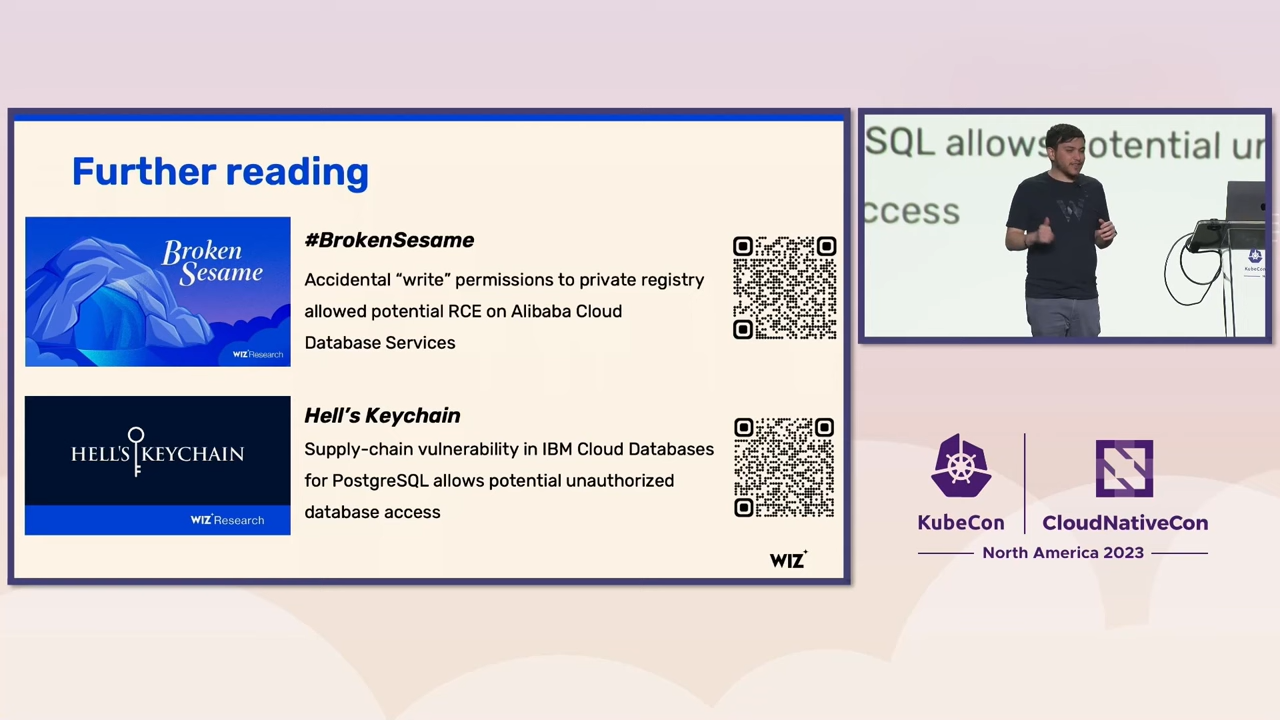 Further reading
Broken
Sesame
WIZ Research
#BrokenSesame
Accidental “write” permissions to private registry
allowed potential RCE on Alibaba Cloud
Database Services
HELL'S KEYCHAIN
WIZ Research
Hell’s Keychain
Supply-chain vulnerability in IBM Cloud Databases
for PostgreSQL allows potential unauthorized
database access
WIZ
SQL allows potential un
ccess
W
KubeCon
KubeCon
CloudNativeCon
North America 2023